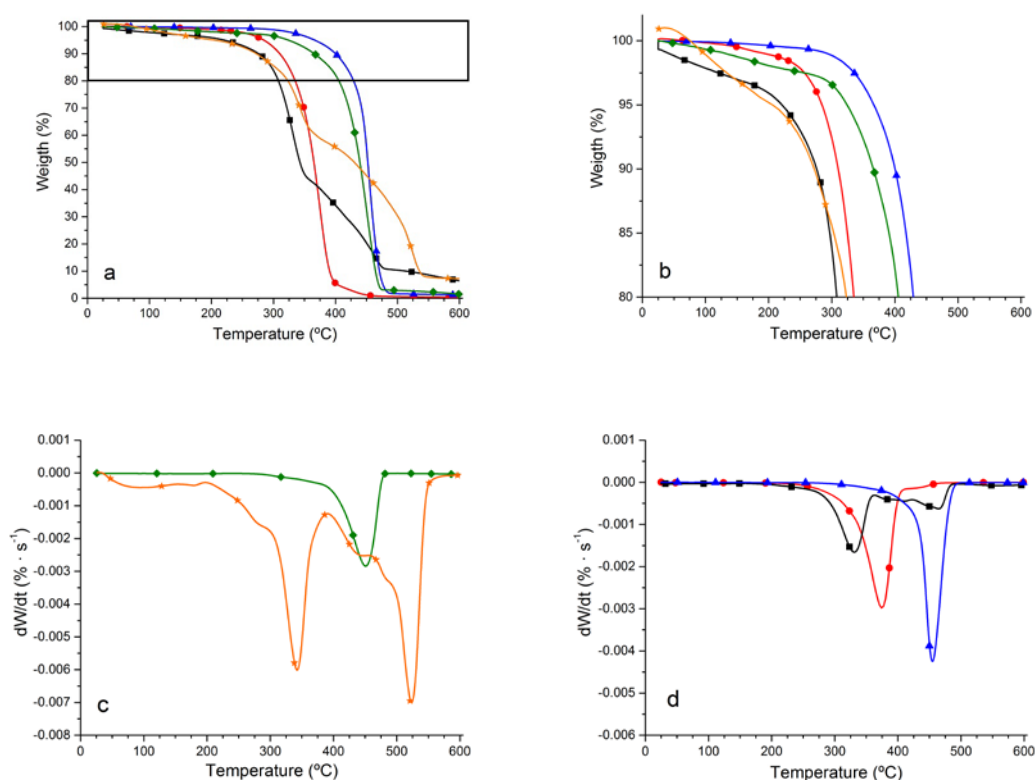 100
90
80
70
60
50
40
30
20
10
0
Weigth (%)
a
0 100 200 300 400 500 600
Temperature (ºC)
100
95
90
85
80
Weigth (%)
b
0 100 200 300 400 500 600
Temperature (ºC)
0.001
0.000
-0.001
-0.002
-0.003
-0.004
-0.005
-0.006
-0.007
-0.008
dW/dt (% · s⁻¹)
c
0 100 200 300 400 500 600
Temperature (ºC)
0.001
0.000
-0.001
-0.002
-0.003
-0.004
-0.005
-0.006
dW/dt (% · s⁻¹)
d
0 100 200 300 400 500 600
Temperature (ºC)